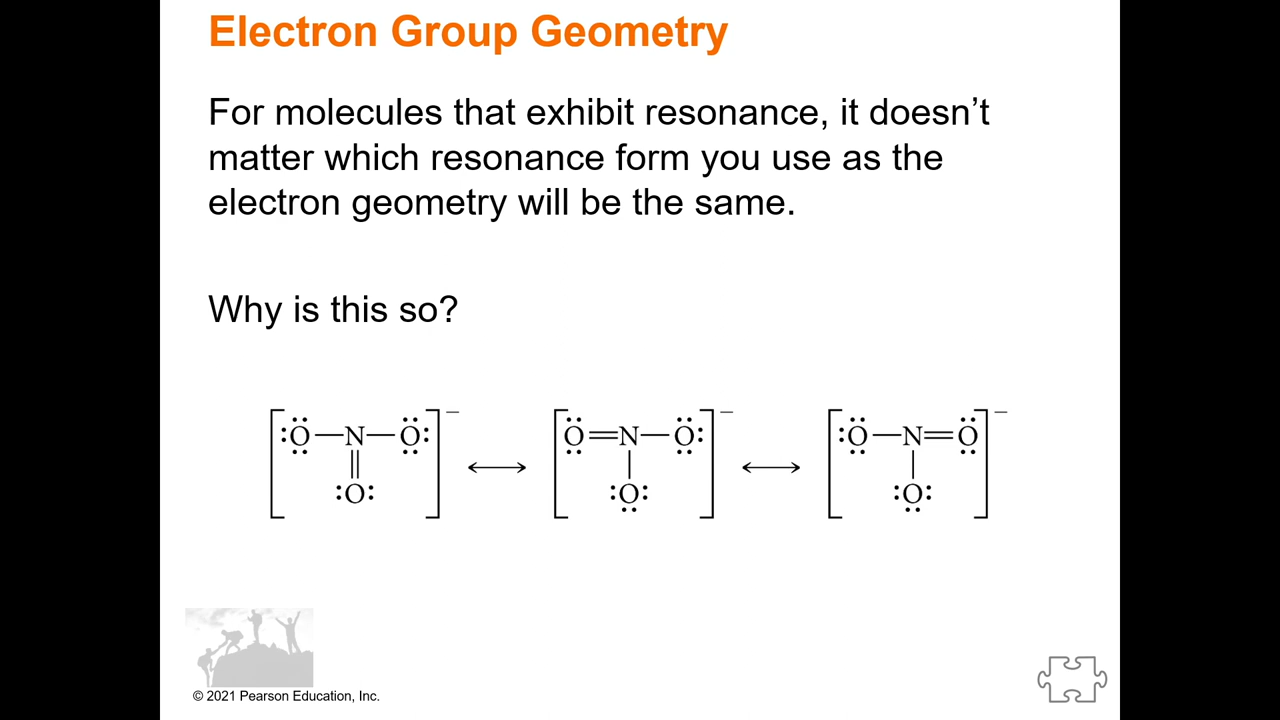 Electron Group Geometry
For molecules that exhibit resonance, it doesn’t
matter which resonance form you use as the
electron geometry will be the same.
Why is this so?
[:Ö—N—Ö:]⁻ ⟷ [Ö=N—Ö:]⁻ ⟷ [:Ö—N=Ö]⁻
:O: :O: :O:
© 2021 Pearson Education, Inc.